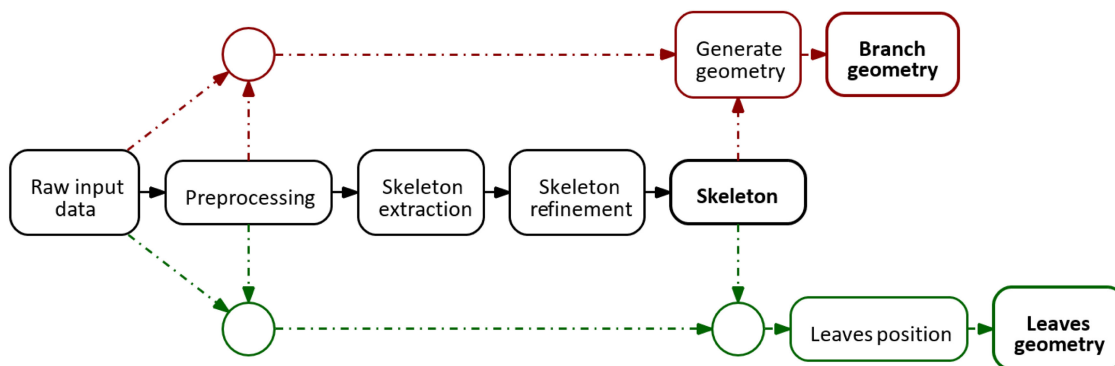 Generate
geometry
Branch
geometry
Raw input
data
Preprocessing
Skeleton
extraction
Skeleton
refinement
Skeleton
Leaves position
Leaves
geometry